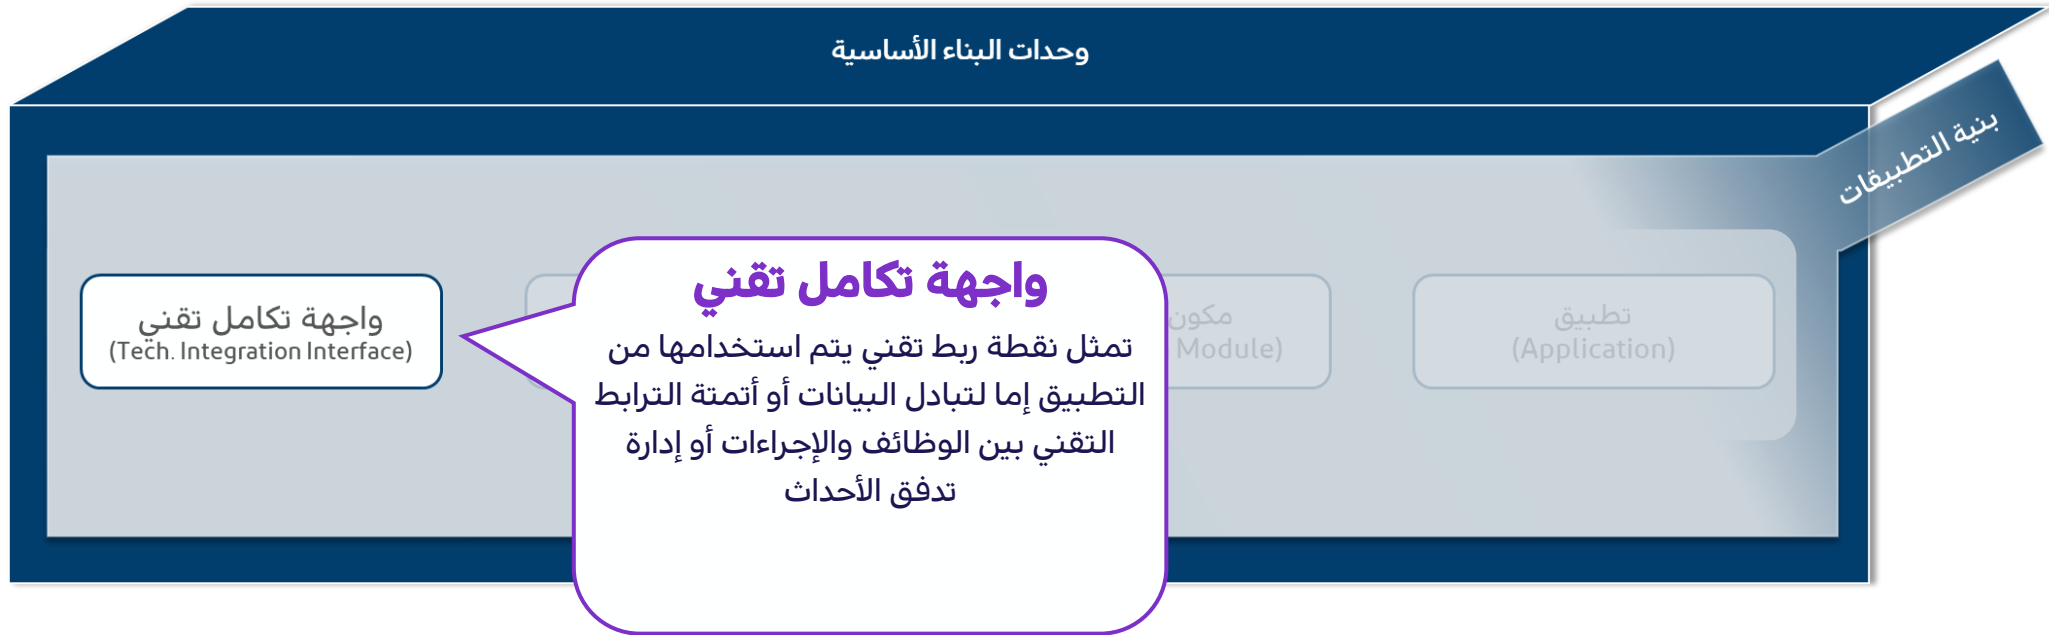 وحدات البناء الأساسية
بنية التطبيقات
تطبيق
(Application)
مكون
Module)
واجهة تكامل تقني
تمثل نقطة ربط تقني يتم استخدامها من
التطبيق إما لتبادل البيانات أو أتمتة الترابط
التقني بين الوظائف والإجراءات أو إدارة
تدفق الأحداث
واجهة تكامل تقني
(Tech. Integration Interface)